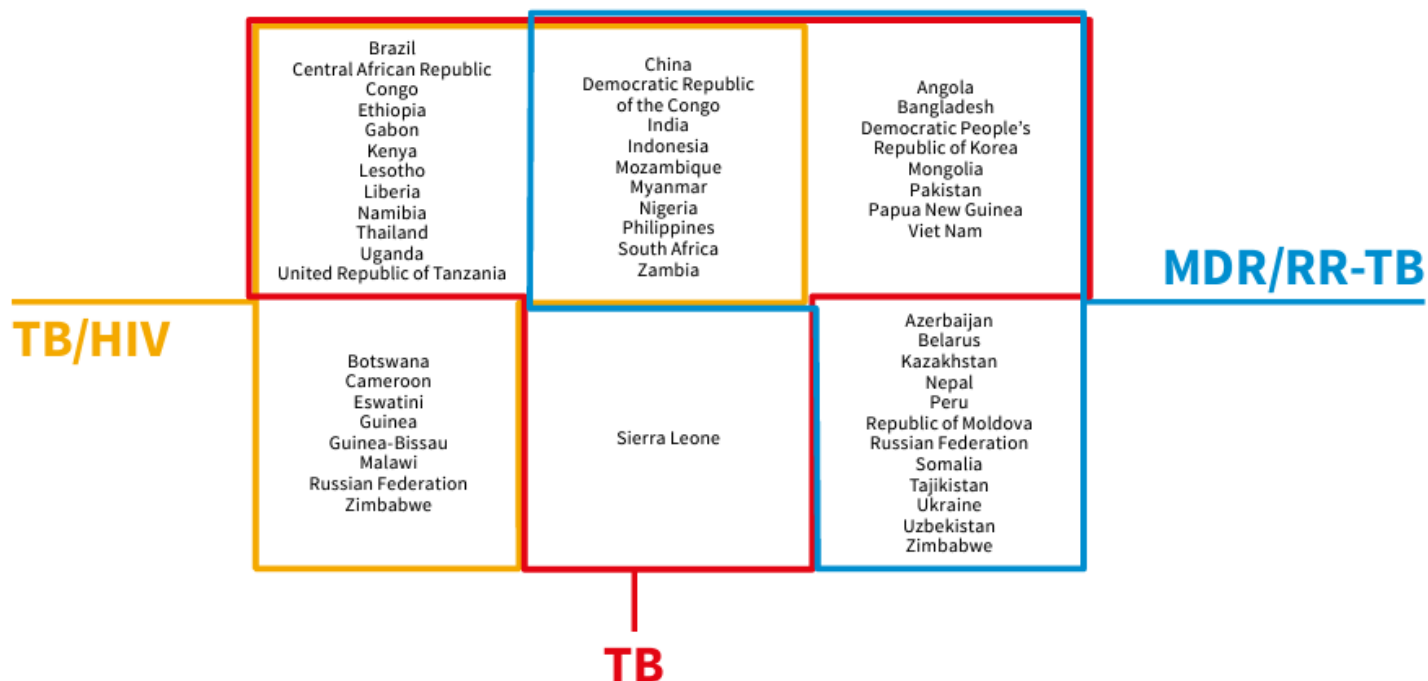 Brazil
Central African Republic
Congo
Ethiopia
Gabon
Kenya
Lesotho
Liberia
Namibia
Thailand
Uganda
United Republic of Tanzania
China
Democratic Republic
of the Congo
India
Indonesia
Mozambique
Myanmar
Nigeria
Philippines
South Africa
Zambia
Angola
Bangladesh
Democratic People's
Republic of Korea
Mongolia
Pakistan
Papua New Guinea
Viet Nam
MDR/RR-TB
TB/HIV
Botswana
Cameroon
Eswatini
Guinea
Guinea-Bissau
Malawi
Russian Federation
Zimbabwe
Sierra Leone
Azerbaijan
Belarus
Kazakhstan
Nepal
Peru
Republic of Moldova
Russian Federation
Somalia
Tajikistan
Ukraine
Uzbekistan
Zimbabwe
TB